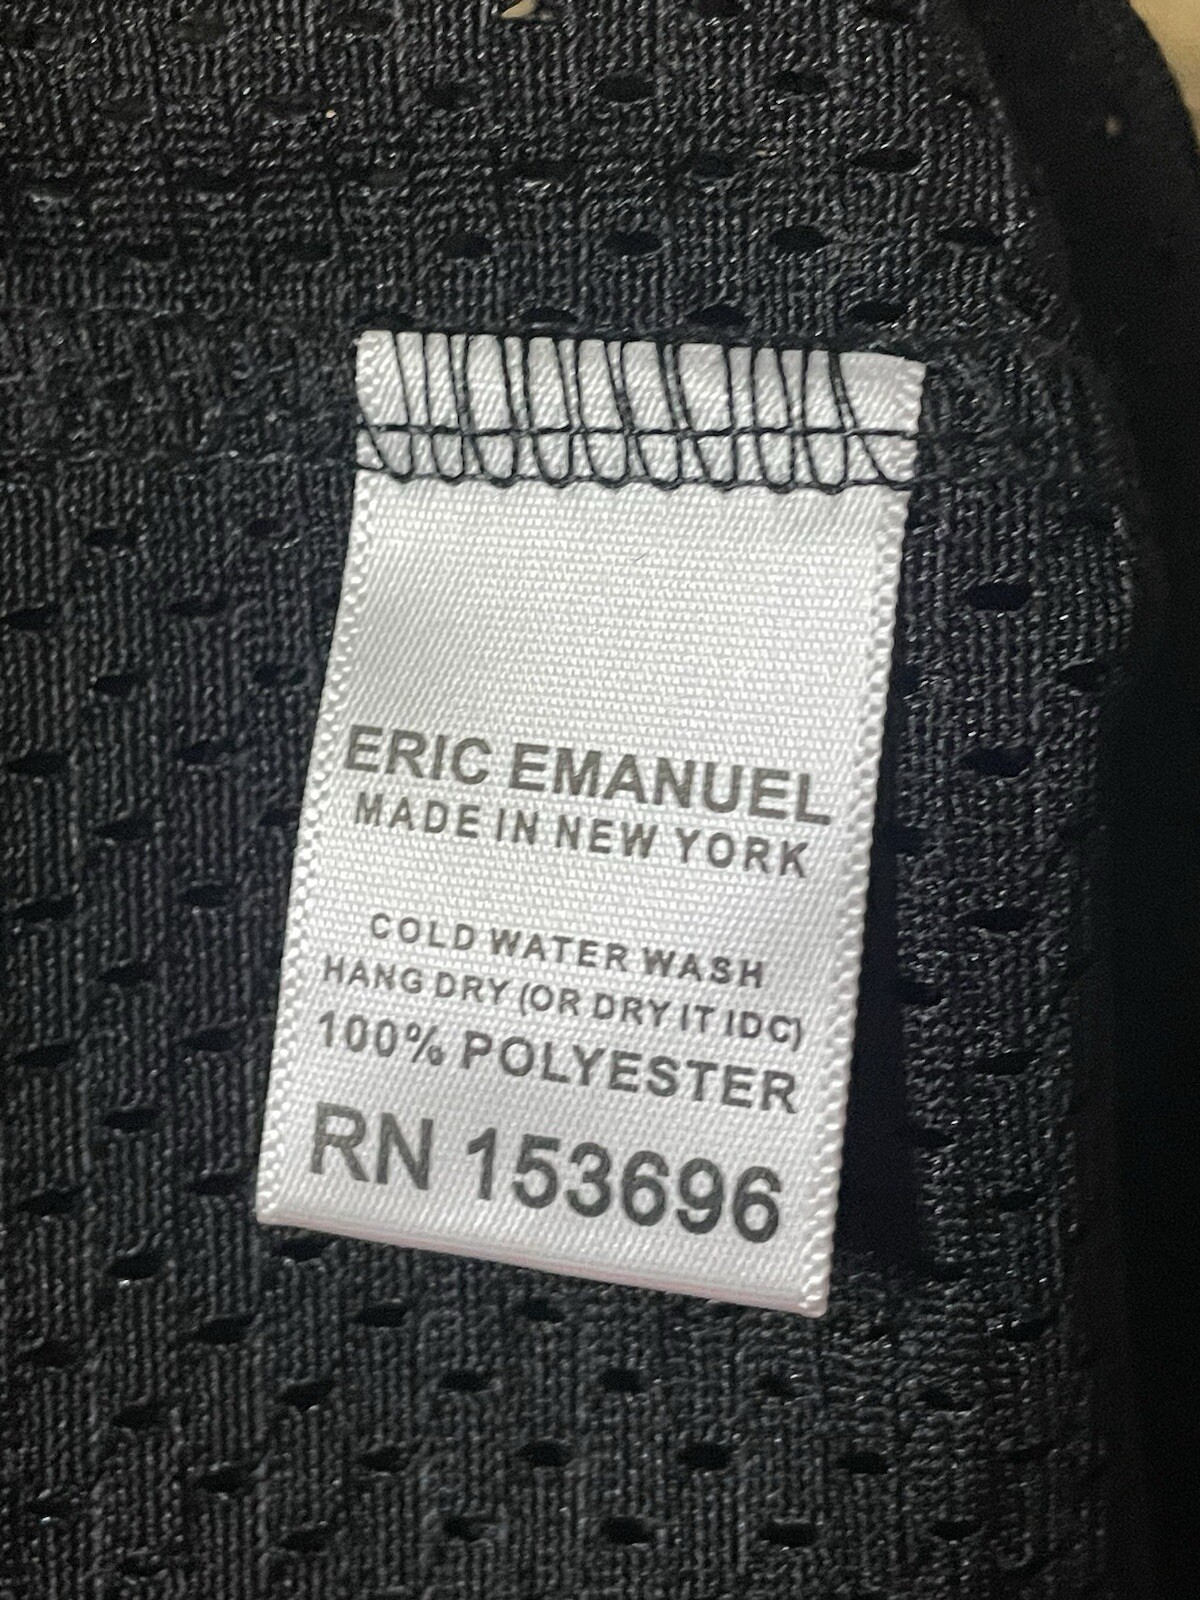 ERIC EMANUEL
MADE IN NEW YORK
COLD WATER WASH
HANG DRY (OR DRY IT IDC)
100% POLYESTER
RN 153696